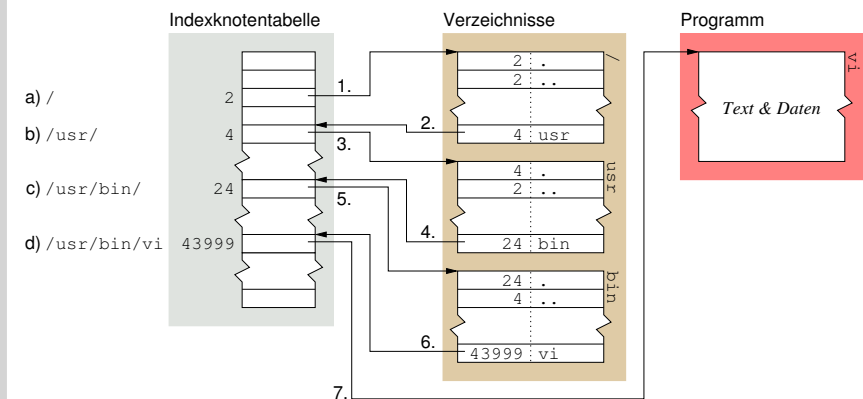 Indexknotentabelle
Verzeichnisse
Programm
a) / 2
b) /usr/ 4
c) /usr/bin/ 24
d) /usr/bin/vi 43999
1.
2.
3.
4.
5.
6.
7.
/
2 .
2 ..
4 usr
usr
4 .
2 ..
24 bin
bin
24 .
4 ..
43999 vi
vi
Text & Daten